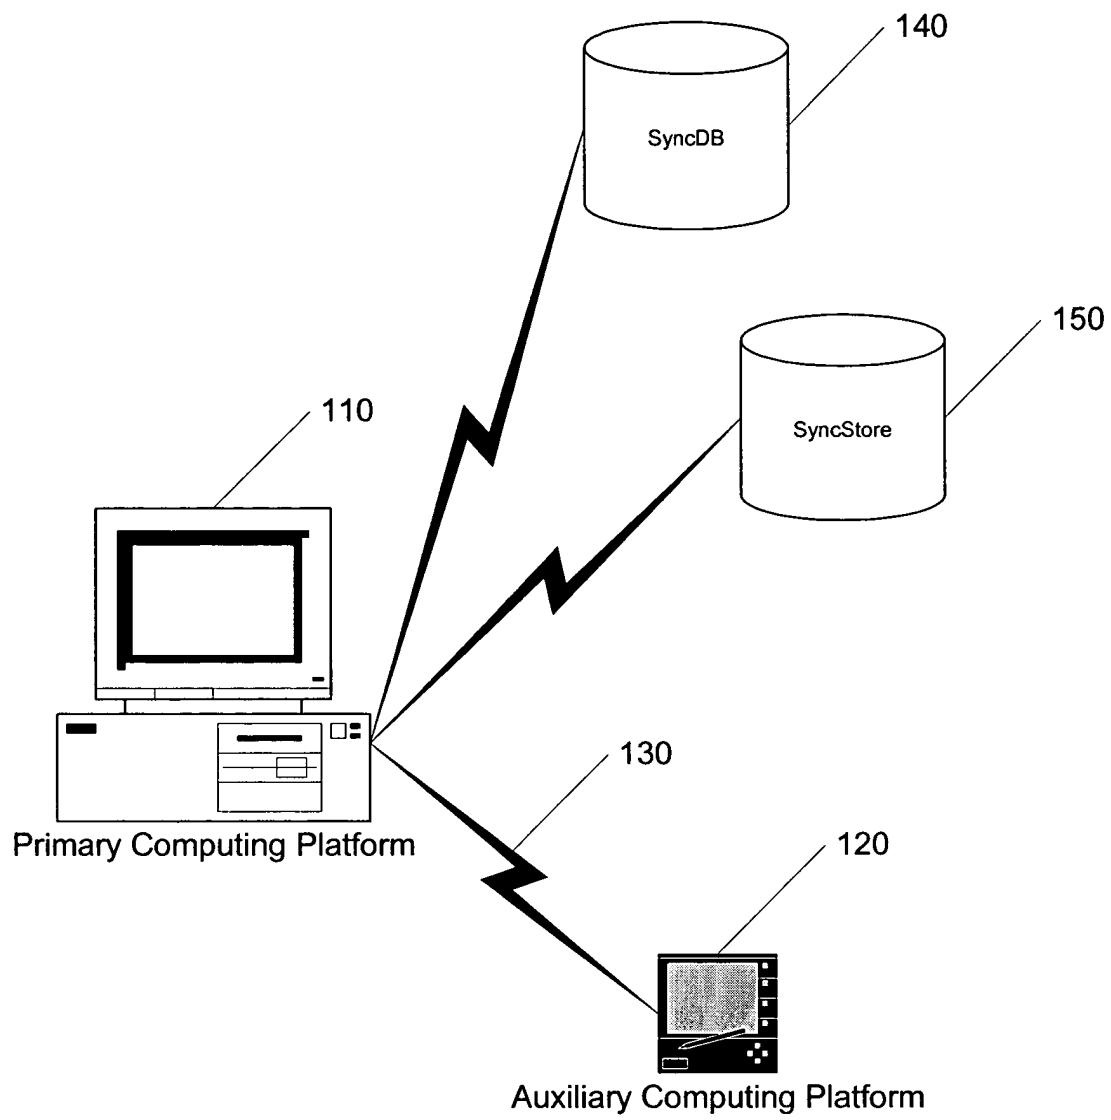 140
SyncDB
150
SyncStore
110
130
Primary Computing Platform
120
Auxiliary Computing Platform